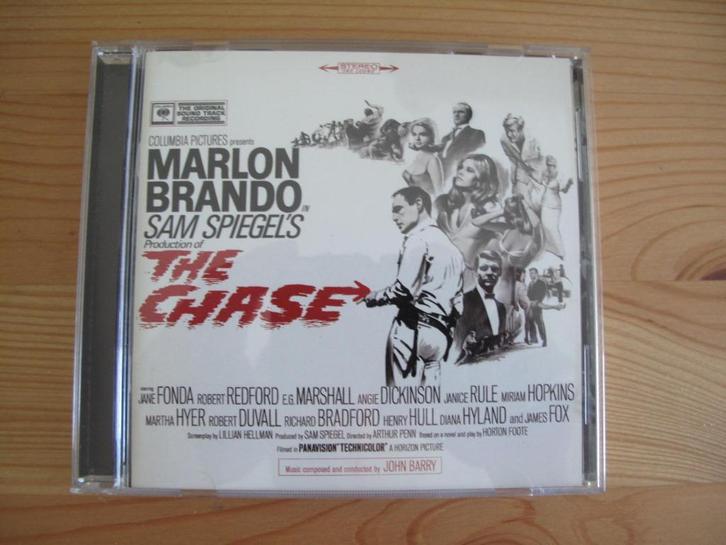 STEREO
THE ORIGINAL
SOUND TRACK
RECORDING
COLUMBIA PICTURES presents
MARLON
BRANDO IN
SAM SPIEGEL'S
Production of
THE
CHASE
starring
JANE FONDA ROBERT REDFORD E.G. MARSHALL ANGIE DICKINSON JANICE RULE MIRIAM HOPKINS
MARTHA HYER ROBERT DUVALL RICHARD BRADFORD HENRY HULL DIANA HYLAND and JAMES FOX
Screenplay by LILLIAN HELLMAN Produced by SAM SPIEGEL Directed by ARTHUR PENN Based on a novel and play by HORTON FOOTE
Filmed in PANAVISION® TECHNICOLOR® A HORIZON PICTURE
Music composed and conducted by JOHN BARRY